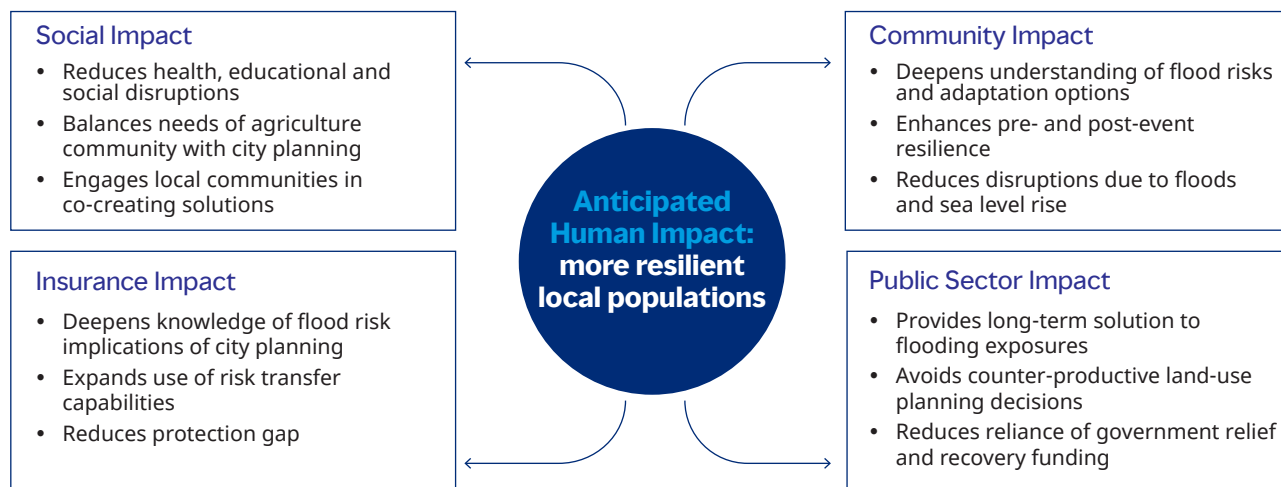 Social Impact
• Reduces health, educational and
social disruptions
• Balances needs of agriculture
community with city planning
• Engages local communities in
co-creating solutions
Community Impact
• Deepens understanding of flood risks
and adaptation options
• Enhances pre- and post-event
resilience
• Reduces disruptions due to floods
and sea level rise
Anticipated
Human Impact:
more resilient
local populations
Insurance Impact
• Deepens knowledge of flood risk
implications of city planning
• Expands use of risk transfer
capabilities
• Reduces protection gap
Public Sector Impact
• Provides long-term solution to
flooding exposures
• Avoids counter-productive land-use
planning decisions
• Reduces reliance of government relief
and recovery funding